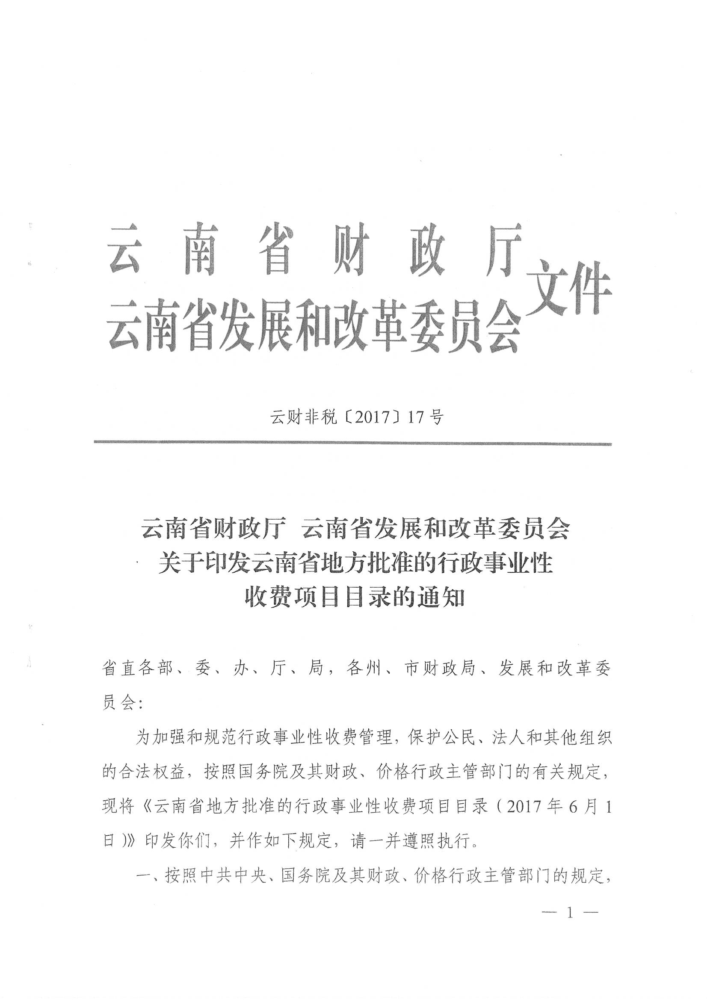 云南省财政厅
云南省发展和改革委员会
文件
云财非税〔2017〕17号
云南省财政厅 云南省发展和改革委员会
关于印发云南省地方批准的行政事业性
收费项目目录的通知
省直各部、委、办、厅、局，各州、市财政局、发展和改革委
员会：
为加强和规范行政事业性收费管理，保护公民、法人和其他组织
的合法权益，按照国务院及其财政、价格行政主管部门的有关规定，
现将《云南省地方批准的行政事业性收费项目目录（2017年6月1
日）》印发你们，并作如下规定，请一并遵照执行。
一、按照中共中央、国务院及其财政、价格行政主管部门的规定，
— 1 —